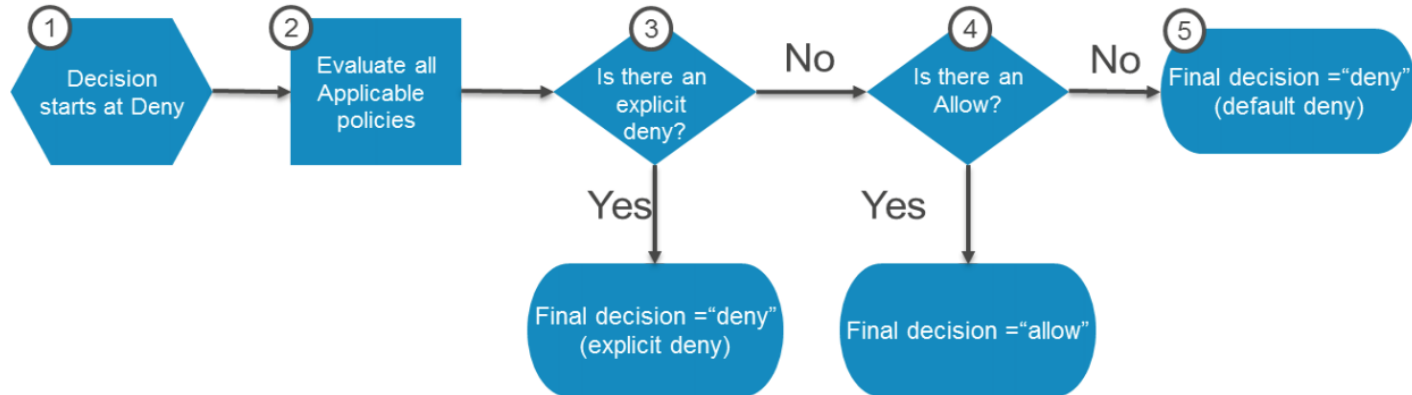 1
Decision
starts at Deny
2
Evaluate all
Applicable
policies
3
Is there an
explicit
deny?
No
4
Is there an
Allow?
No
5
Final decision =“deny”
(default deny)
Yes
Final decision =“deny”
(explicit deny)
Yes
Final decision =“allow”